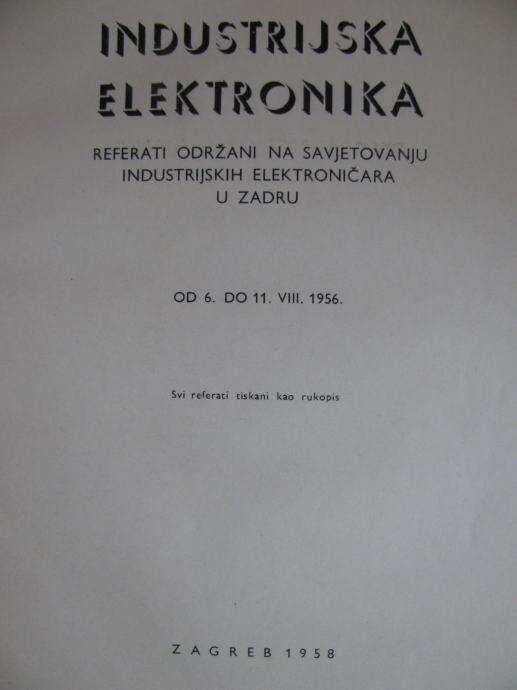 INDUSTRIJSKA
ELEKTRONIKA
REFERATI ODRŽANI NA SAVJETOVANJU
INDUSTRIJSKIH ELEKTRONIČARA
U ZADRU
OD 6. DO 11. VIII. 1956.
Svi referati tiskani kao rukopis
ZAGREB 1958